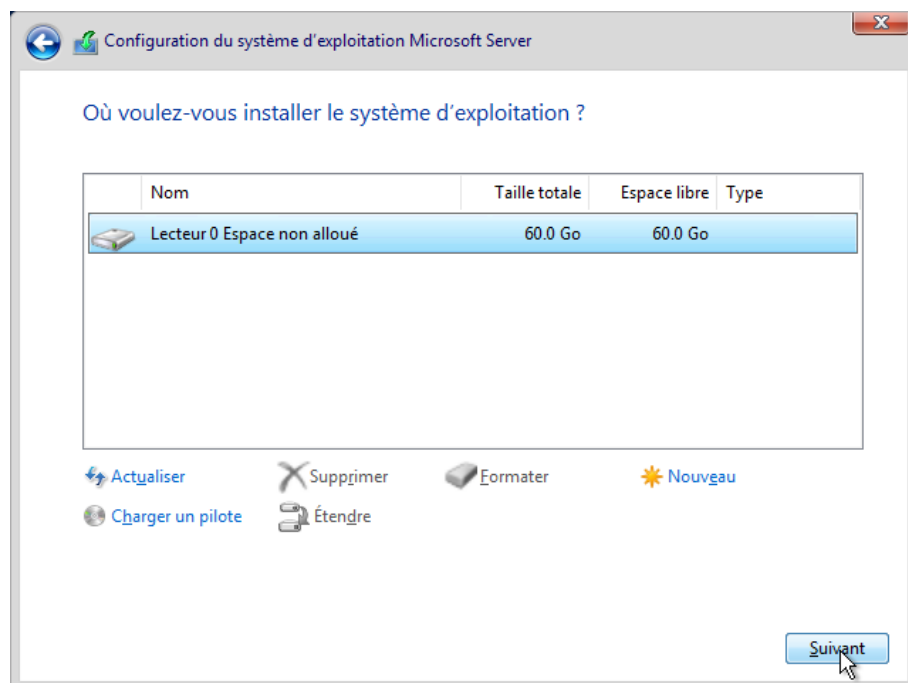 Configuration du système d'exploitation Microsoft Server
Où voulez-vous installer le système d'exploitation ?
Nom Taille totale Espace libre Type
Lecteur 0 Espace non alloué 60.0 Go 60.0 Go
Actualiser Supprimer Formater Nouveau
Charger un pilote Étendre
Suivant